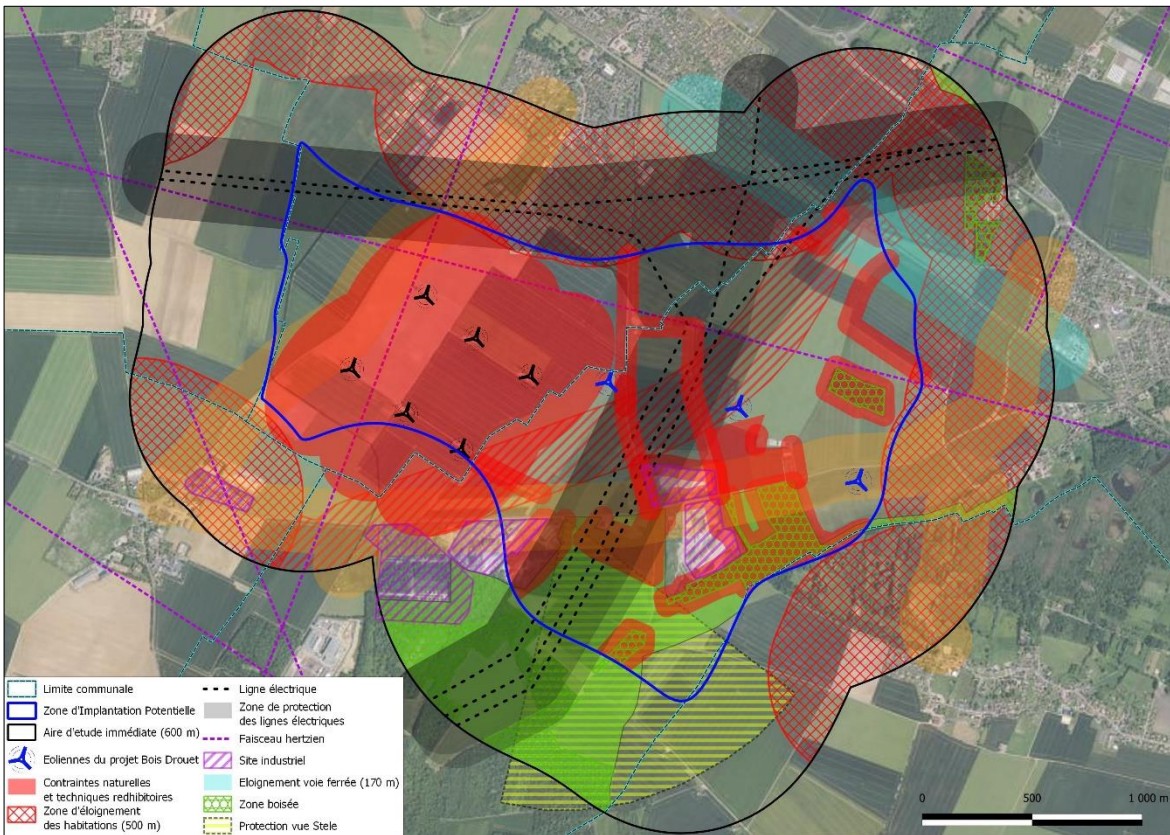 Limite communale
Zone d'Implantation Potentielle
Aire d'etude immédiate (600 m)
Eoliennes du projet Bois Drouet
Contraintes naturelles
et techniques redhibitoires
Zone d'éloignement
des habitations (500 m)
Ligne électrique
Zone de protection
des lignes électriques
Faisceau hertzien
Site industriel
Eloignement voie ferrée (170 m)
Zone boisée
Protection vue Stele
0 500 1 000 m